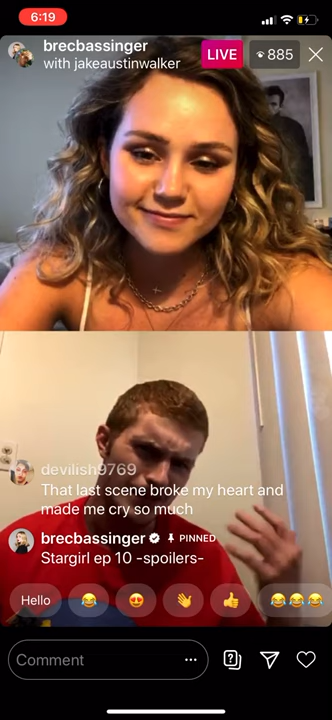 6:19
brecbassinger
with jakeaustinwalker
LIVE
885
devilish9769
That last scene broke my heart and
made me cry so much
brecbassinger PINNED
Stargirl ep 10 -spoilers-
Hello
Comment